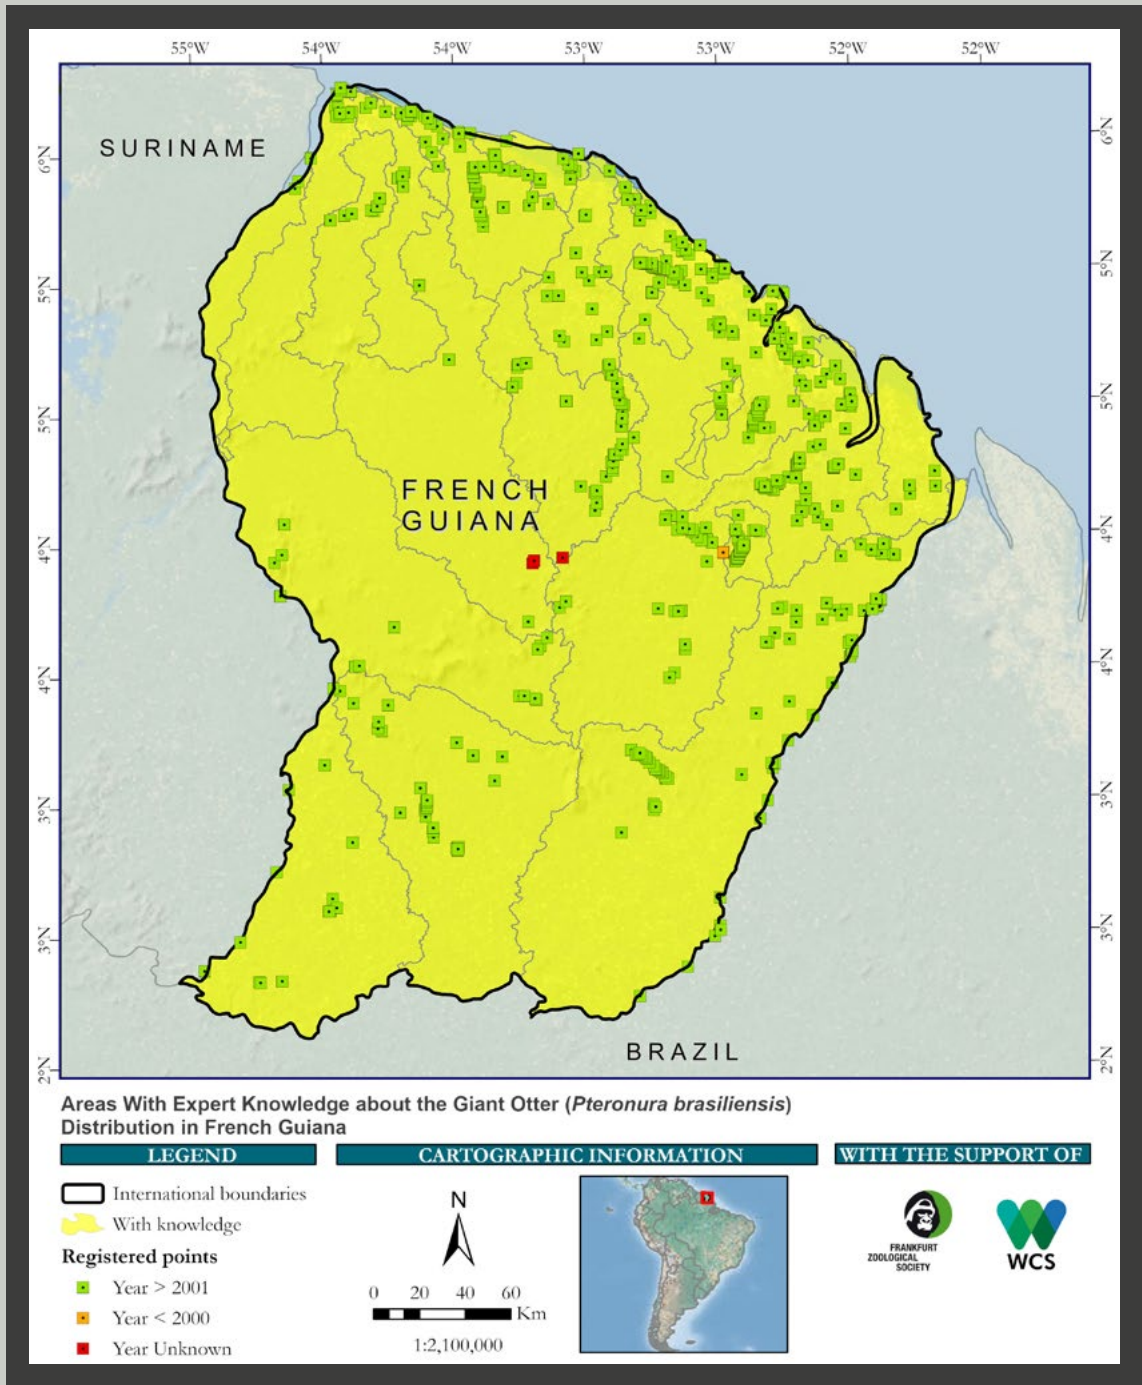 55°W 54°W 54°W 53°W 53°W 52°W 52°W
SURINAME
6°N
6°N
5°N
5°N
5°N
5°N
FRENCH
GUIANA
4°N
4°N
4°N
4°N
3°N
3°N
3°N
3°N
2°N
2°N
BRAZIL
Areas With Expert Knowledge about the Giant Otter (Pteronura brasiliensis)
Distribution in French Guiana
LEGEND
International boundaries
With knowledge
Registered points
Year > 2001
Year < 2000
Year Unknown
CARTOGRAPHIC INFORMATION
N
0 20 40 60
Km
1:2,100,000
WITH THE SUPPORT OF
FRANKFURT
ZOOLOGICAL
SOCIETY
WCS